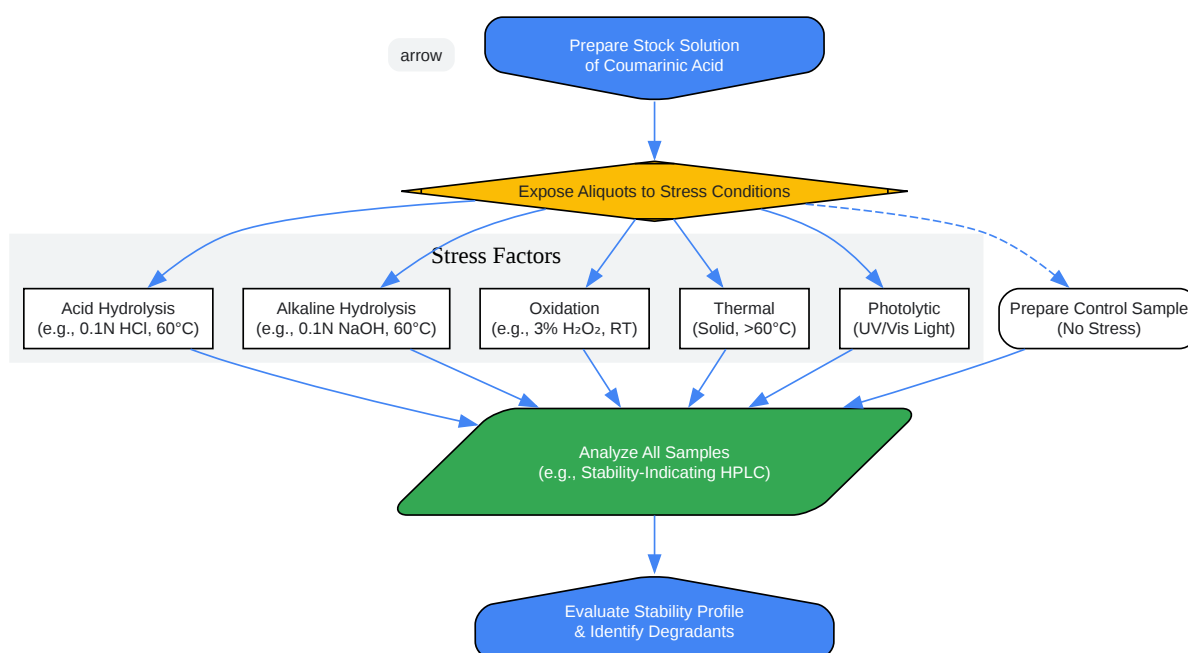 arrow
Prepare Stock Solution
of Coumarinic Acid
Expose Aliquots to Stress Conditions
Stress Factors
Acid Hydrolysis
(e.g., 0.1N HCl, 60°C)
Alkaline Hydrolysis
(e.g., 0.1N NaOH, 60°C)
Oxidation
(e.g., 3% H₂O₂, RT)
Thermal
(Solid, >60°C)
Photolytic
(UV/Vis Light)
Prepare Control Sample
(No Stress)
Analyze All Samples
(e.g., Stability-Indicating HPLC)
Evaluate Stability Profile
& Identify Degradants